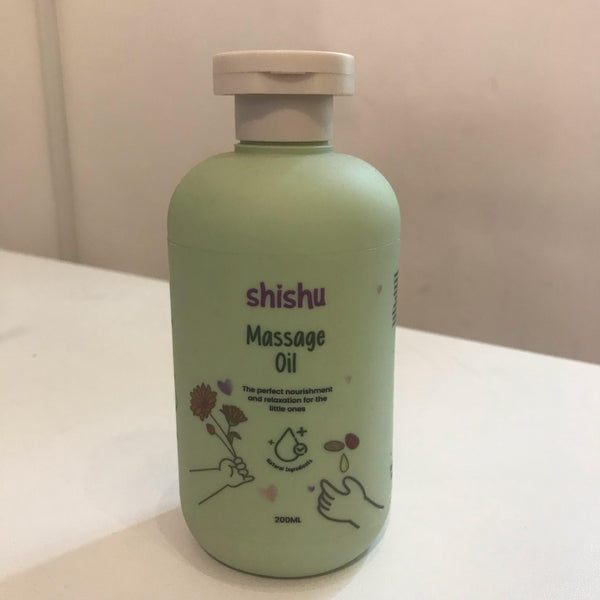 shishu
Massage
Oil
The perfect nourishment
and relaxation for the
little ones
Natural Ingredients
200ML